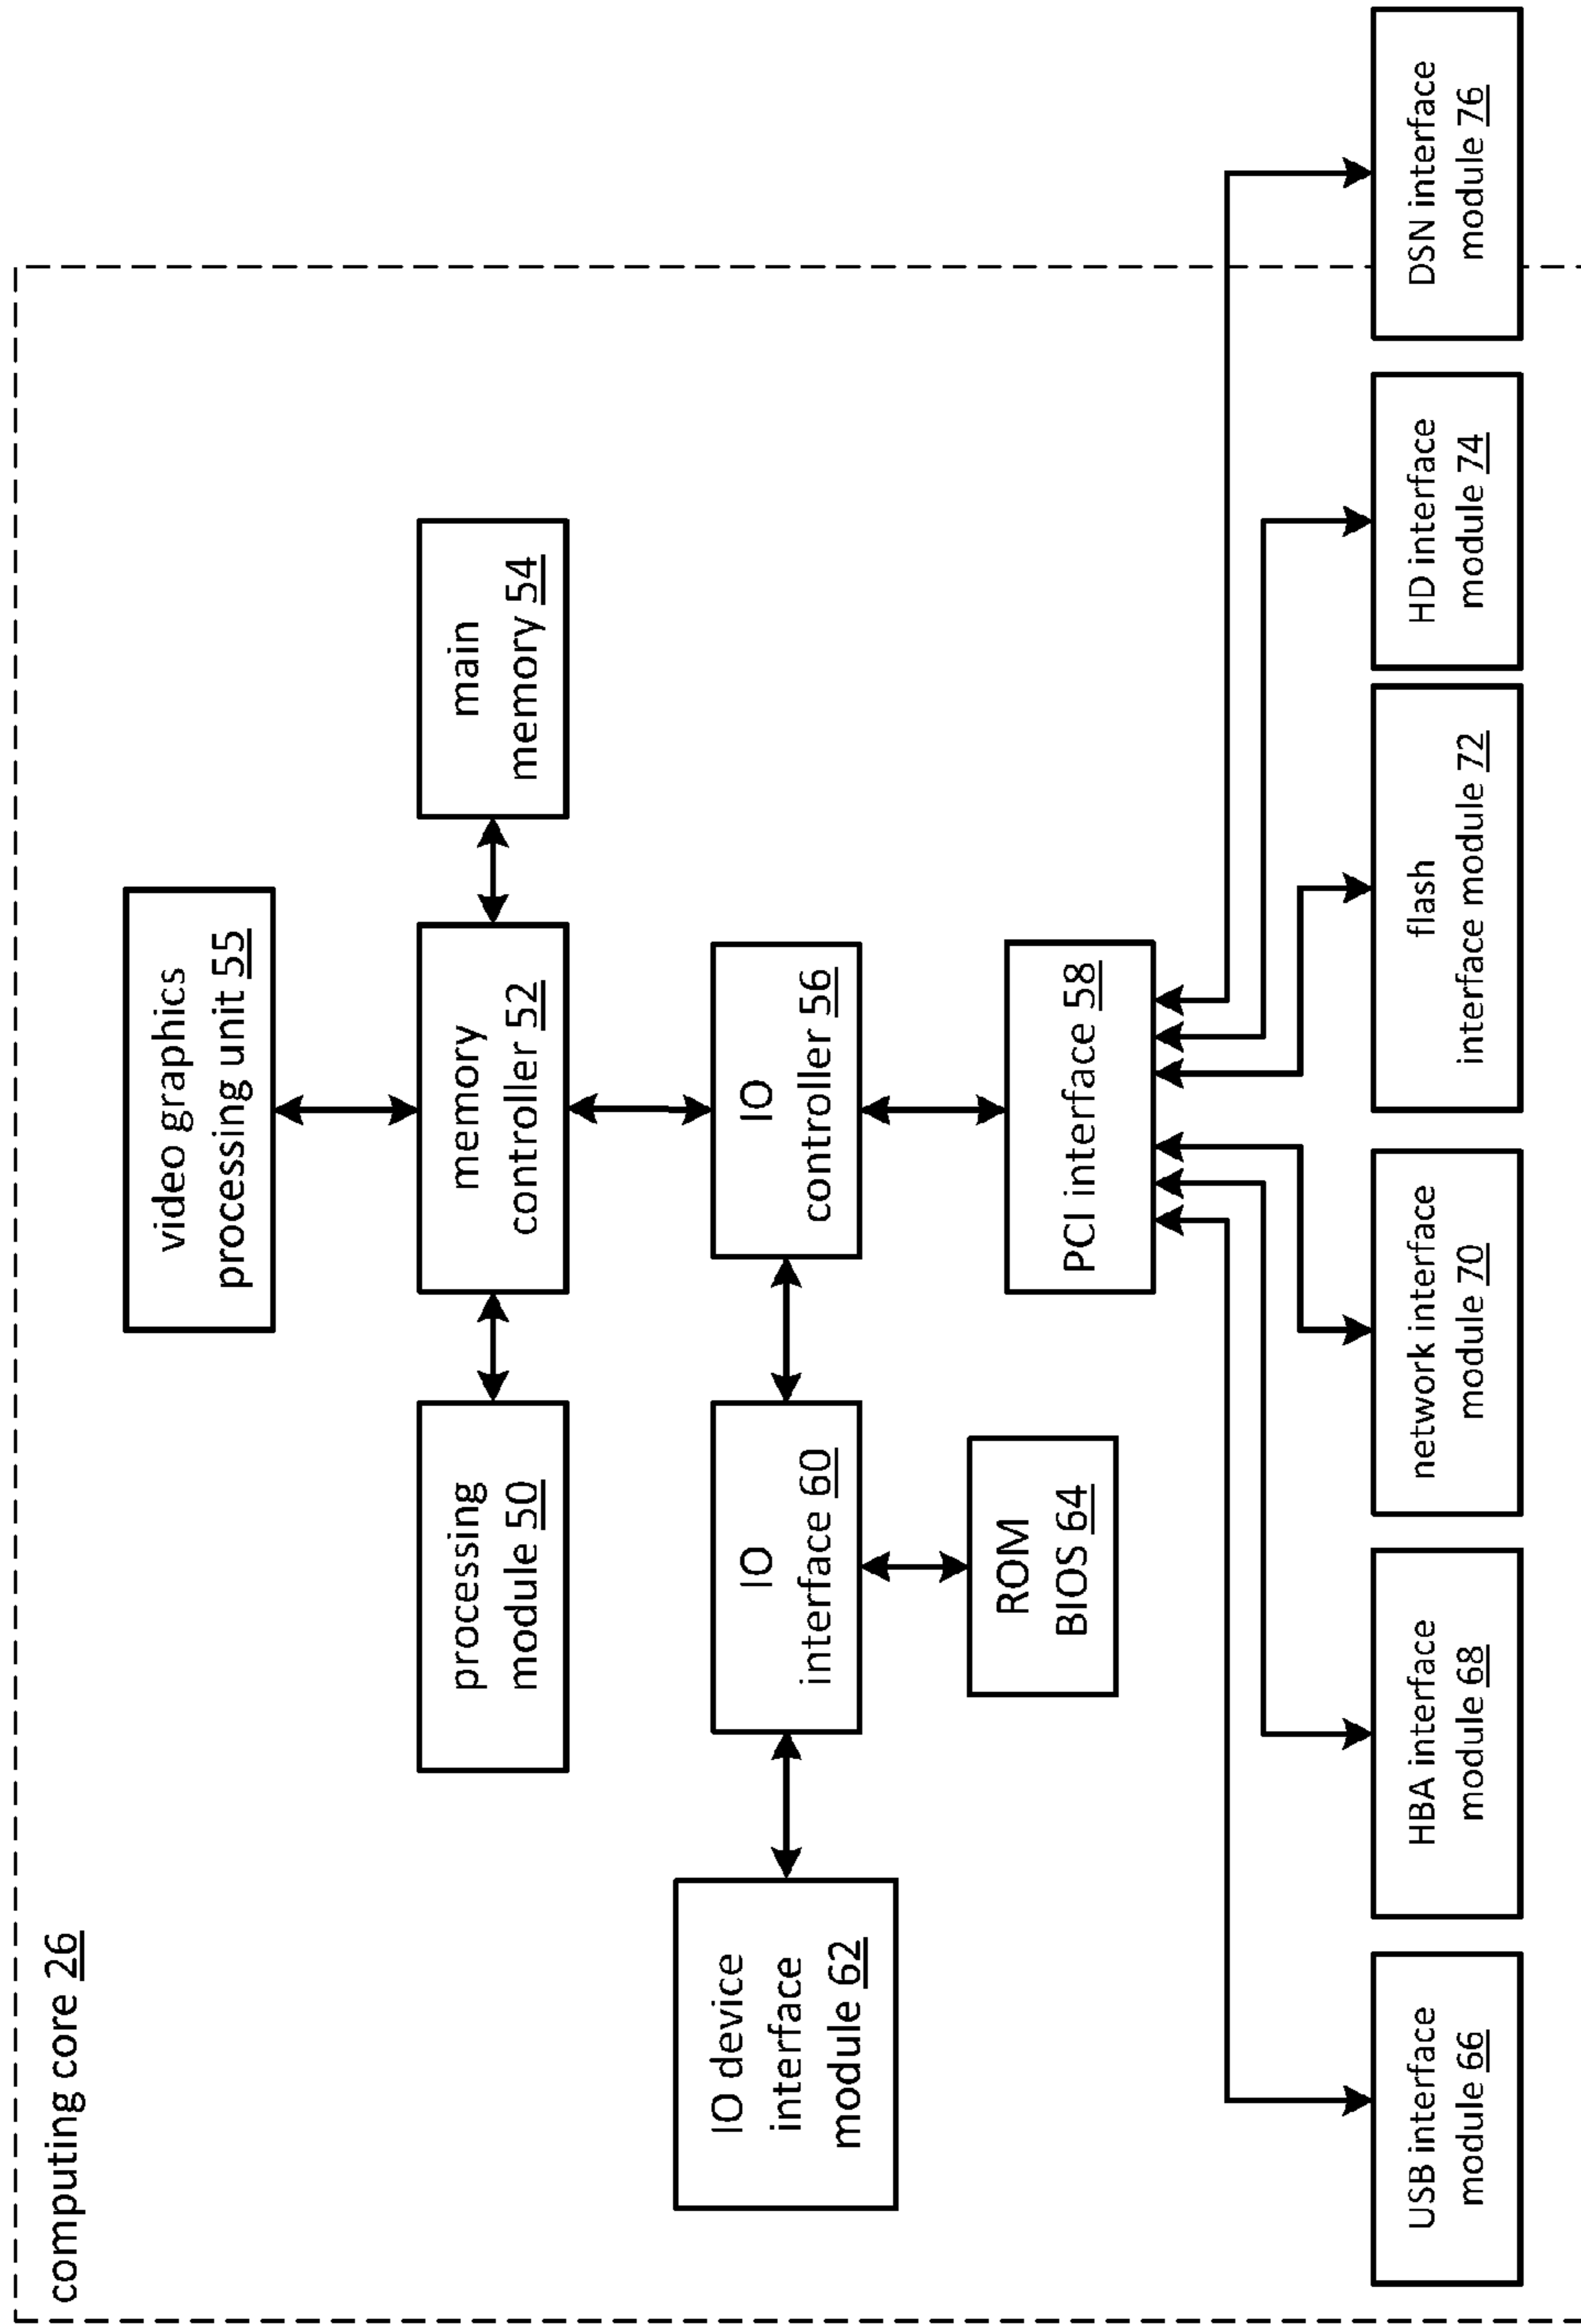 computing core 26
video graphics
processing unit 55
processing
module 50
memory
controller 52
main
memory 54
IO device
interface
module 62
IO
interface 60
IO
controller 56
ROM
BIOS 64
PCI interface 58
USB interface
module 66
HBA interface
module 68
network interface
module 70
flash
interface module 72
HD interface
module 74
DSN interface
module 76